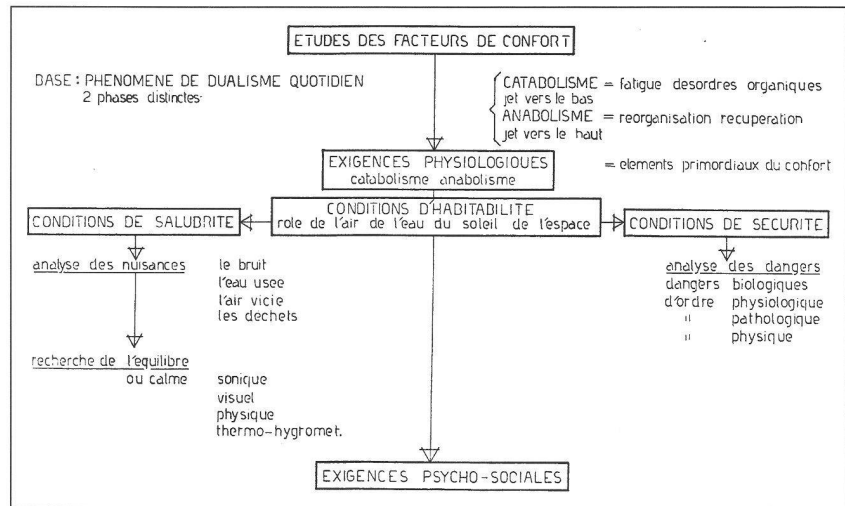 ETUDES DES FACTEURS DE CONFORT
BASE : PHENOMENE DE DUALISME QUOTIDIEN
2 phases distinctes
CATABOLISME = fatigue desordres organiques
jet vers le bas
ANABOLISME = reorganisation recuperation
jet vers le haut
EXIGENCES PHYSIOLOGIQUES
catabolisme anabolisme
= elements primordiaux du confort
CONDITIONS D'HABITABILITE
role de l'air de l'eau du soleil de l'espace
CONDITIONS DE SALUBRITE
CONDITIONS DE SECURITE
analyse des nuisances le bruit
l'eau usee
l'air vicie
les dechets
recherche de l'equilibre
ou calme sonique
visuel
physique
thermo-hygromet.
analyse des dangers
dangers biologiques
d'ordre physiologique
" pathologique
" physique
EXIGENCES PSYCHO-SOCIALES